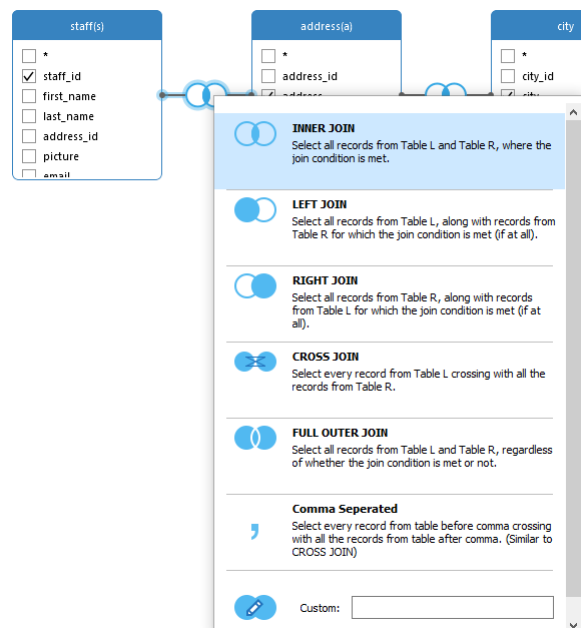 staff(s)
*
staff_id
first_name
last_name
address_id
picture
email
address(a)
*
address_id
address
city
*
city_id
city
INNER JOIN
Select all records from Table L and Table R, where the
join condition is met.
LEFT JOIN
Select all records from Table L, along with records from
Table R for which the join condition is met (if at all).
RIGHT JOIN
Select all records from Table R, along with records
from Table L for which the join condition is met (if at
all).
CROSS JOIN
Select every record from Table L crossing with all the
records from Table R.
FULL OUTER JOIN
Select all records from Table L and Table R, regardless
of whether the join condition is met or not.
Comma Seperated
Select every record from table before comma crossing
with all the records from table after comma. (Similar to
CROSS JOIN)
Custom: